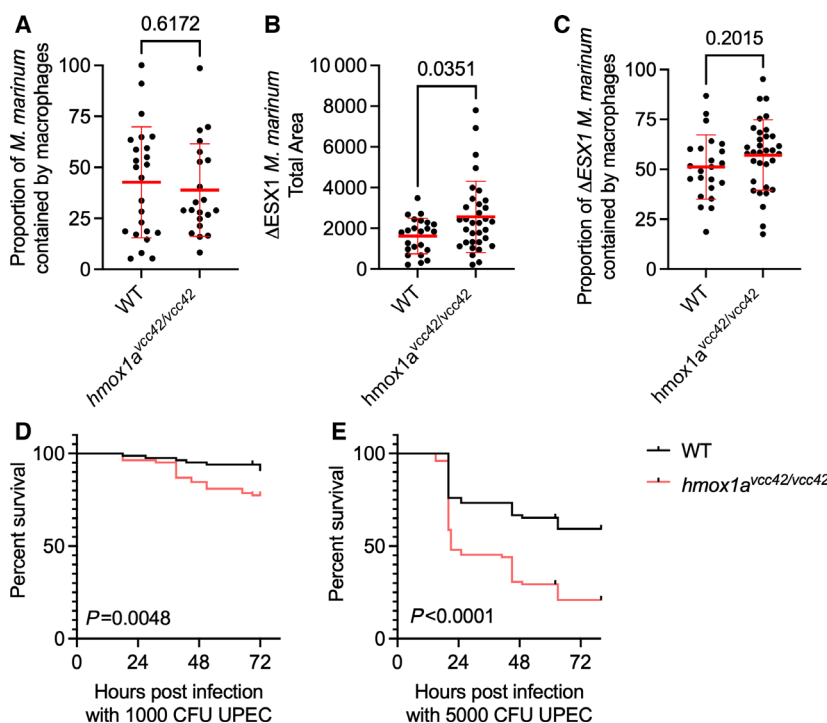 A
0.6172
Proportion of M. marinum
contained by macrophages
100
75
50
25
0
WT
hmox1a^vcc42/vcc42
B
0.0351
ΔESX1 M. marinum
Total Area
10 000
8000
6000
4000
2000
0
WT
hmox1a^vcc42/vcc42
C
0.2015
Proportion of ΔESX1 M. marinum
contained by macrophages
100
75
50
25
0
WT
hmox1a^vcc42/vcc42
D
Percent survival
100
50
0
P=0.0048
0 24 48 72
Hours post infection
with 1000 CFU UPEC
E
Percent survival
100
50
0
P<0.0001
0 24 48 72
Hours post infection
with 5000 CFU UPEC
WT
hmox1a^vcc42/vcc42